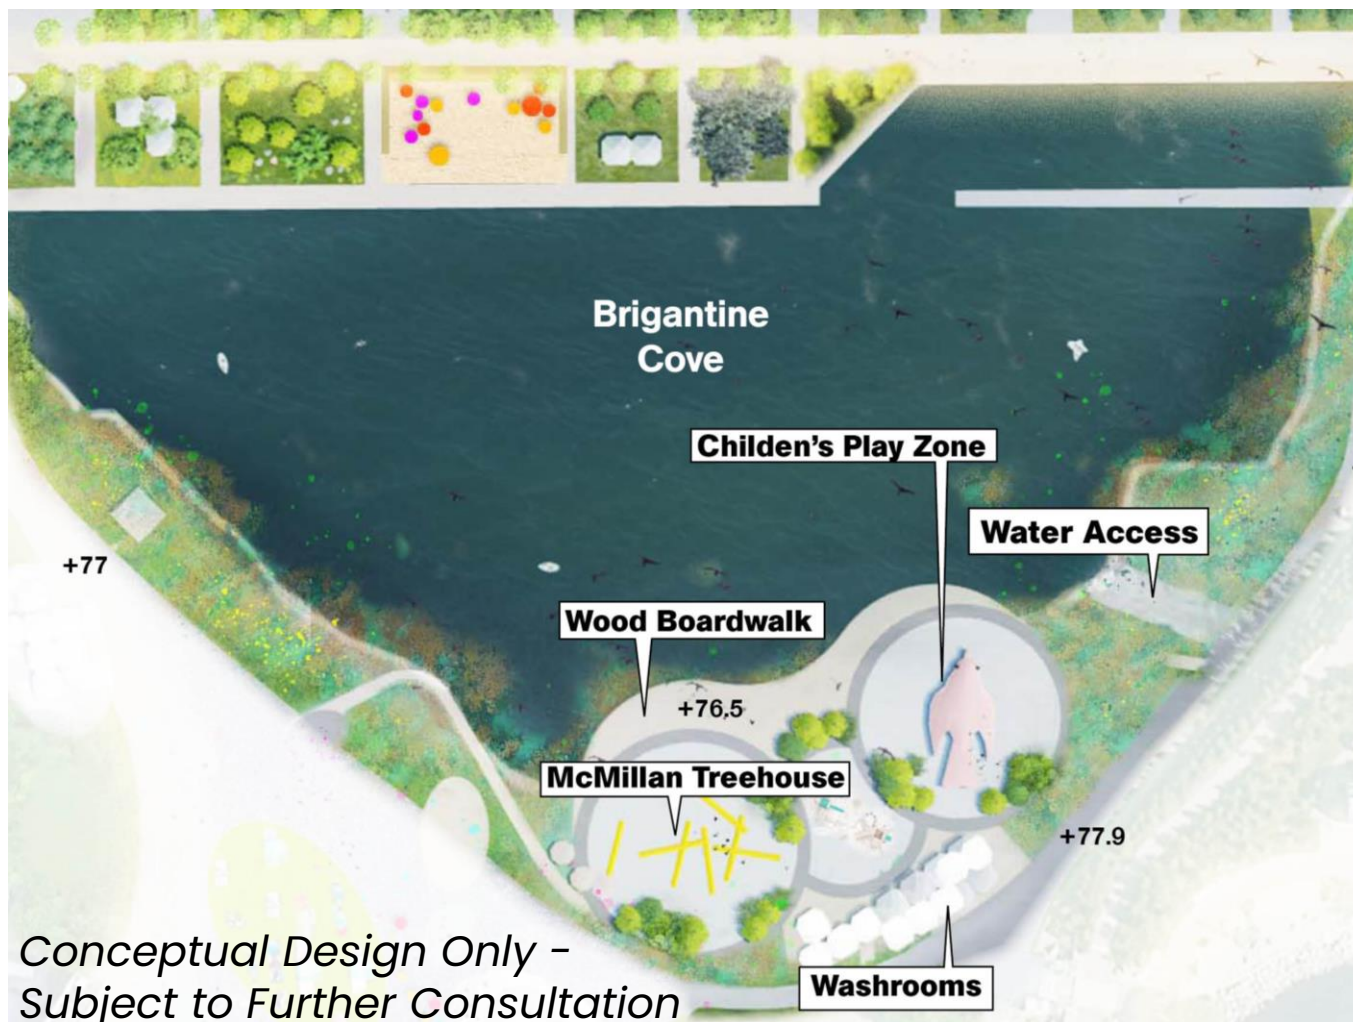 Brigantine
Cove
Childen's Play Zone
Water Access
+77
Wood Boardwalk
+76.5
McMillan Treehouse
+77.9
Conceptual Design Only -
Subject to Further Consultation
Washrooms